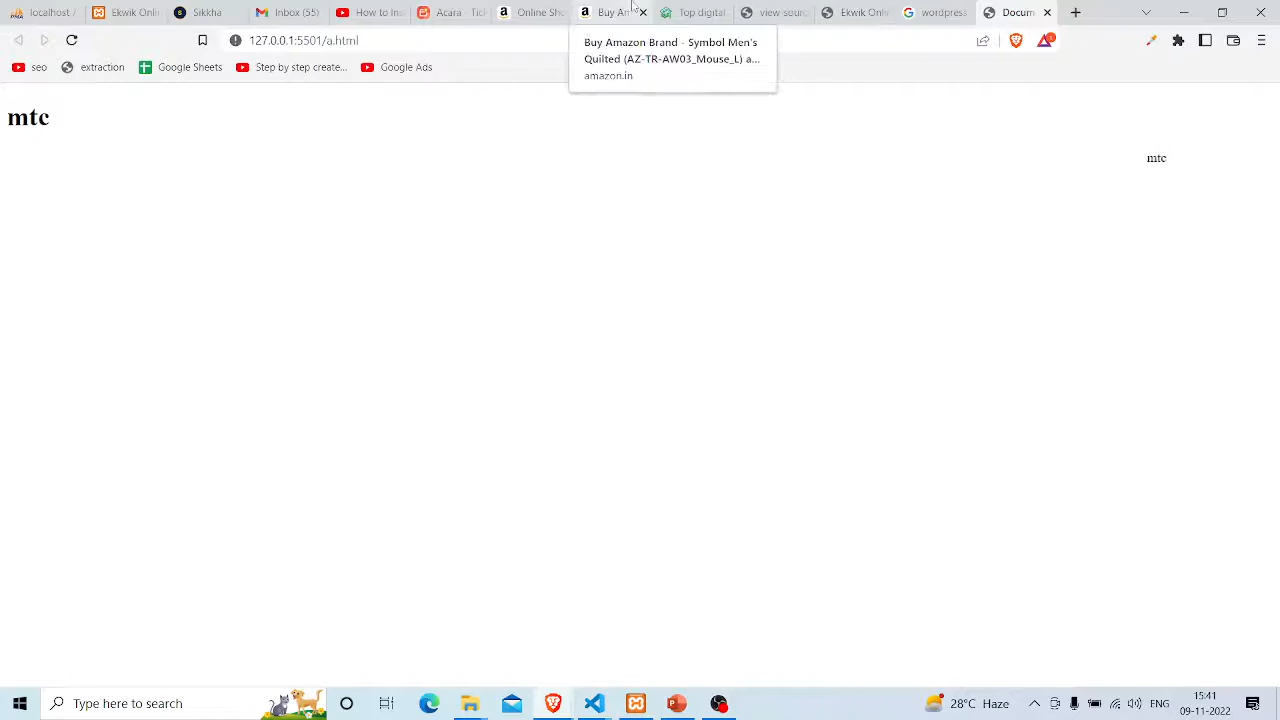 localhost /
Ekwik Onli
Sikkha
Inbox (55)
How to Ins
Acara - Tick
Online Sho
Buy Am
Top digital
view-sourc
Ekwik Onlin
wordpress
Docum
127.0.0.1:5501/a.html
Buy Amazon Brand - Symbol Men's
Quilted (AZ-TR-AW03_Mouse_L) a...
amazon.in
seo
extraction
Google Sheets
Step by step create...
Google Ads
mtc
mtc
Type here to search
28°C Haze
ENG
15:41
09-11-2022